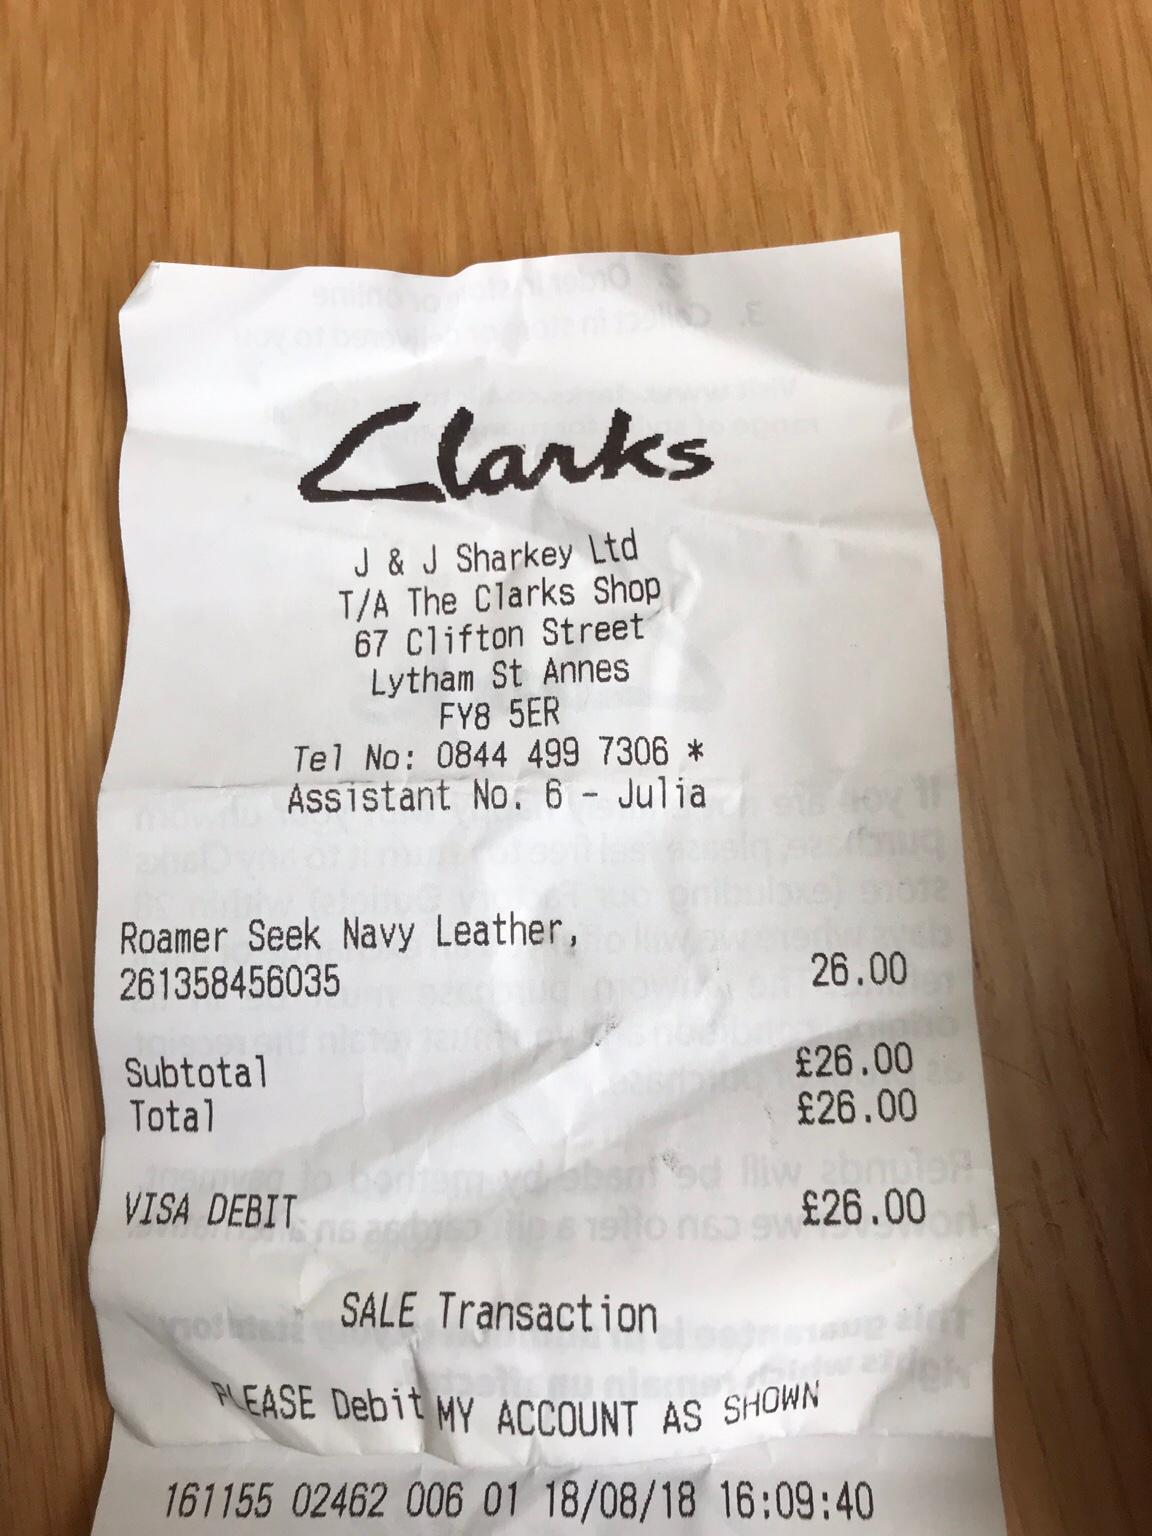 Clarks
J & J Sharkey Ltd
T/A The Clarks Shop
67 Clifton Street
Lytham St Annes
FY8 5ER
Tel No: 0844 499 7306 *
Assistant No. 6 - Julia
Roamer Seek Navy Leather,
261358456035 26.00
Subtotal £26.00
Total £26.00
VISA DEBIT £26.00
SALE Transaction
PLEASE Debit MY ACCOUNT AS SHOWN
161155 02462 006 01 18/08/18 16:09:40